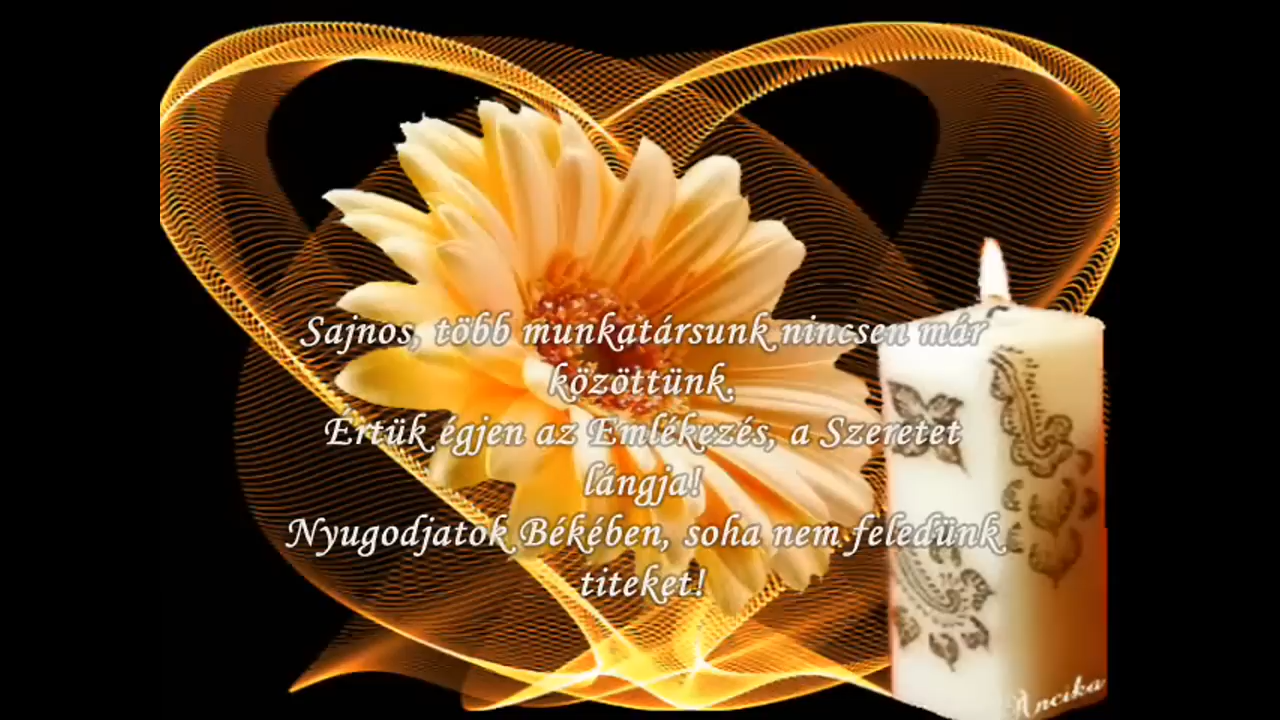 Sajnos, több munkatársunk nincsen már
közöttünk.
Értük égjen az Emlékezés, a Szeretet
lángja!
Nyugodjatok Békében, soha nem feledünk
titeket!
Ancika